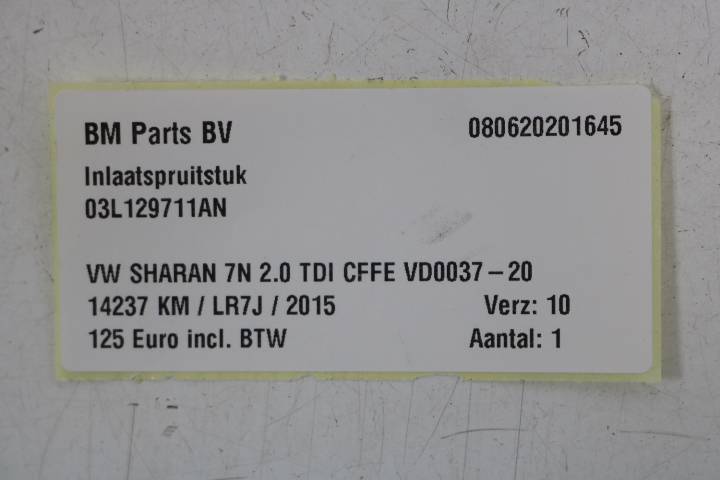 BM Parts BV 080620201645
Inlaatspruitstuk
03L129711AN
VW SHARAN 7N 2.0 TDI CFFE VD0037-20
14237 KM / LR7J / 2015 Verz: 10
125 Euro incl. BTW Aantal: 1